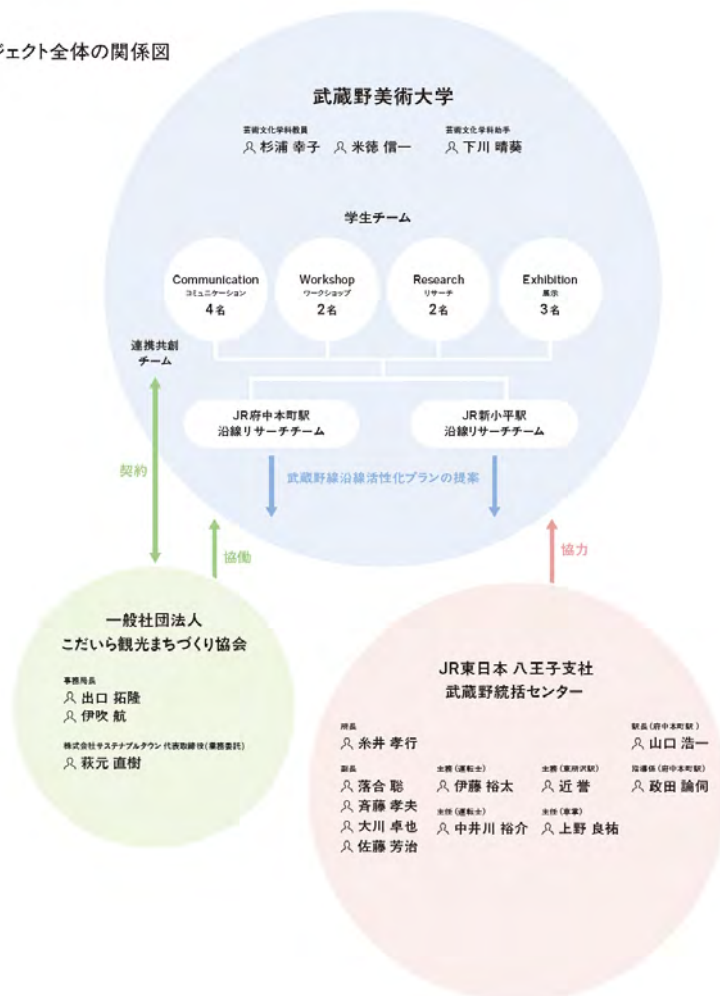 ジェクト全体の関係図
武蔵野美術大学
芸術文化学科教員
杉浦 幸子 米徳 信一
芸術文化学科助手
下川 晴葵
学生チーム
Communication
コミュニケーション
4名
Workshop
ワークショップ
2名
Research
リサーチ
2名
Exhibition
展示
3名
連携共創
チーム
JR府中本町駅
沿線リサーチチーム
JR新小平駅
沿線リサーチチーム
契約
武蔵野線沿線活性化プランの提案
協働
協力
一般社団法人
こだいら観光まちづくり協会
事務局長
出口 拓隆
伊吹 航
株式会社サステナブルタウン 代表取締役(業務委託)
萩元 直樹
JR東日本 八王子支社
武蔵野統括センター
所長
糸井 孝行
駅長(府中本町駅)
山口 浩一
副長
落合 聡
斉藤 孝夫
大川 卓也
佐藤 芳治
主務(運転士)
伊藤 裕太
主任(運転士)
中井川 裕介
主務(東所沢駅)
近 誉
主任(車掌)
上野 良祐
指導係(府中本町駅)
政田 論伺